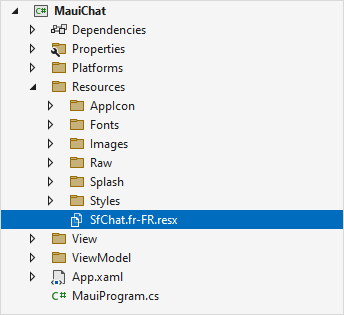 C# MauiChat
Dependencies
Properties
Platforms
Resources
AppIcon
Fonts
Images
Raw
Splash
Styles
SfChat.fr-FR.resx
View
ViewModel
App.xaml
C# MauiProgram.cs